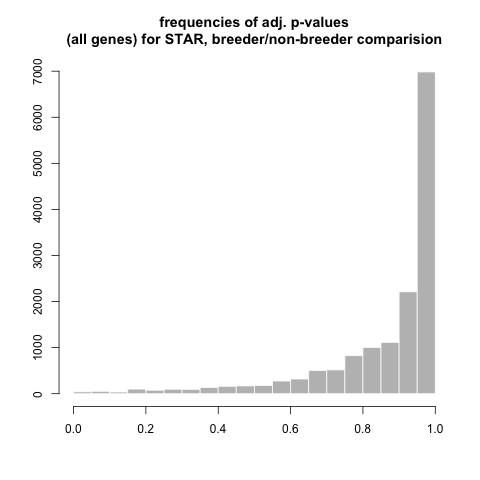 frequencies of adj. p-values
(all genes) for STAR, breeder/non-breeder comparision
7000
6000
5000
4000
3000
2000
1000
0
0.0 0.2 0.4 0.6 0.8 1.0